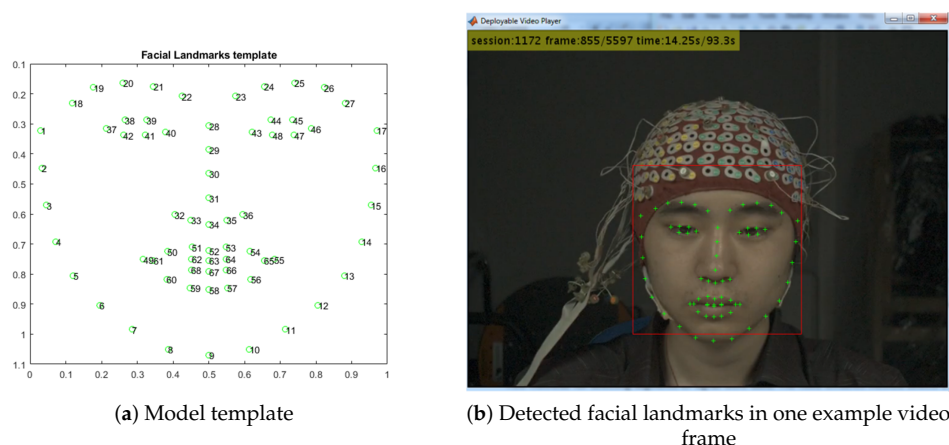 Facial Landmarks template
0.1
0.2
0.3
0.4
0.5
0.6
0.7
0.8
0.9
1
1.1
0 0.1 0.2 0.3 0.4 0.5 0.6 0.7 0.8 0.9 1
20 25
19 21 24 26
22 23
18 27
38 39 44 45
37 28 46
1 40 43 17
42 41 48 47
29
2 30 16
3 31 15
32 36
33 35
34
4 14
51 53
50 52 54
49 61 62 63 64 65 55
68 67 66
5 13
60 56
59 58 57
6 12
7 11
8 10
9
(a) Model template
Deployable Video Player
session:1172 frame:855/5597 time:14.25s/93.3s
(b) Detected facial landmarks in one example video
frame